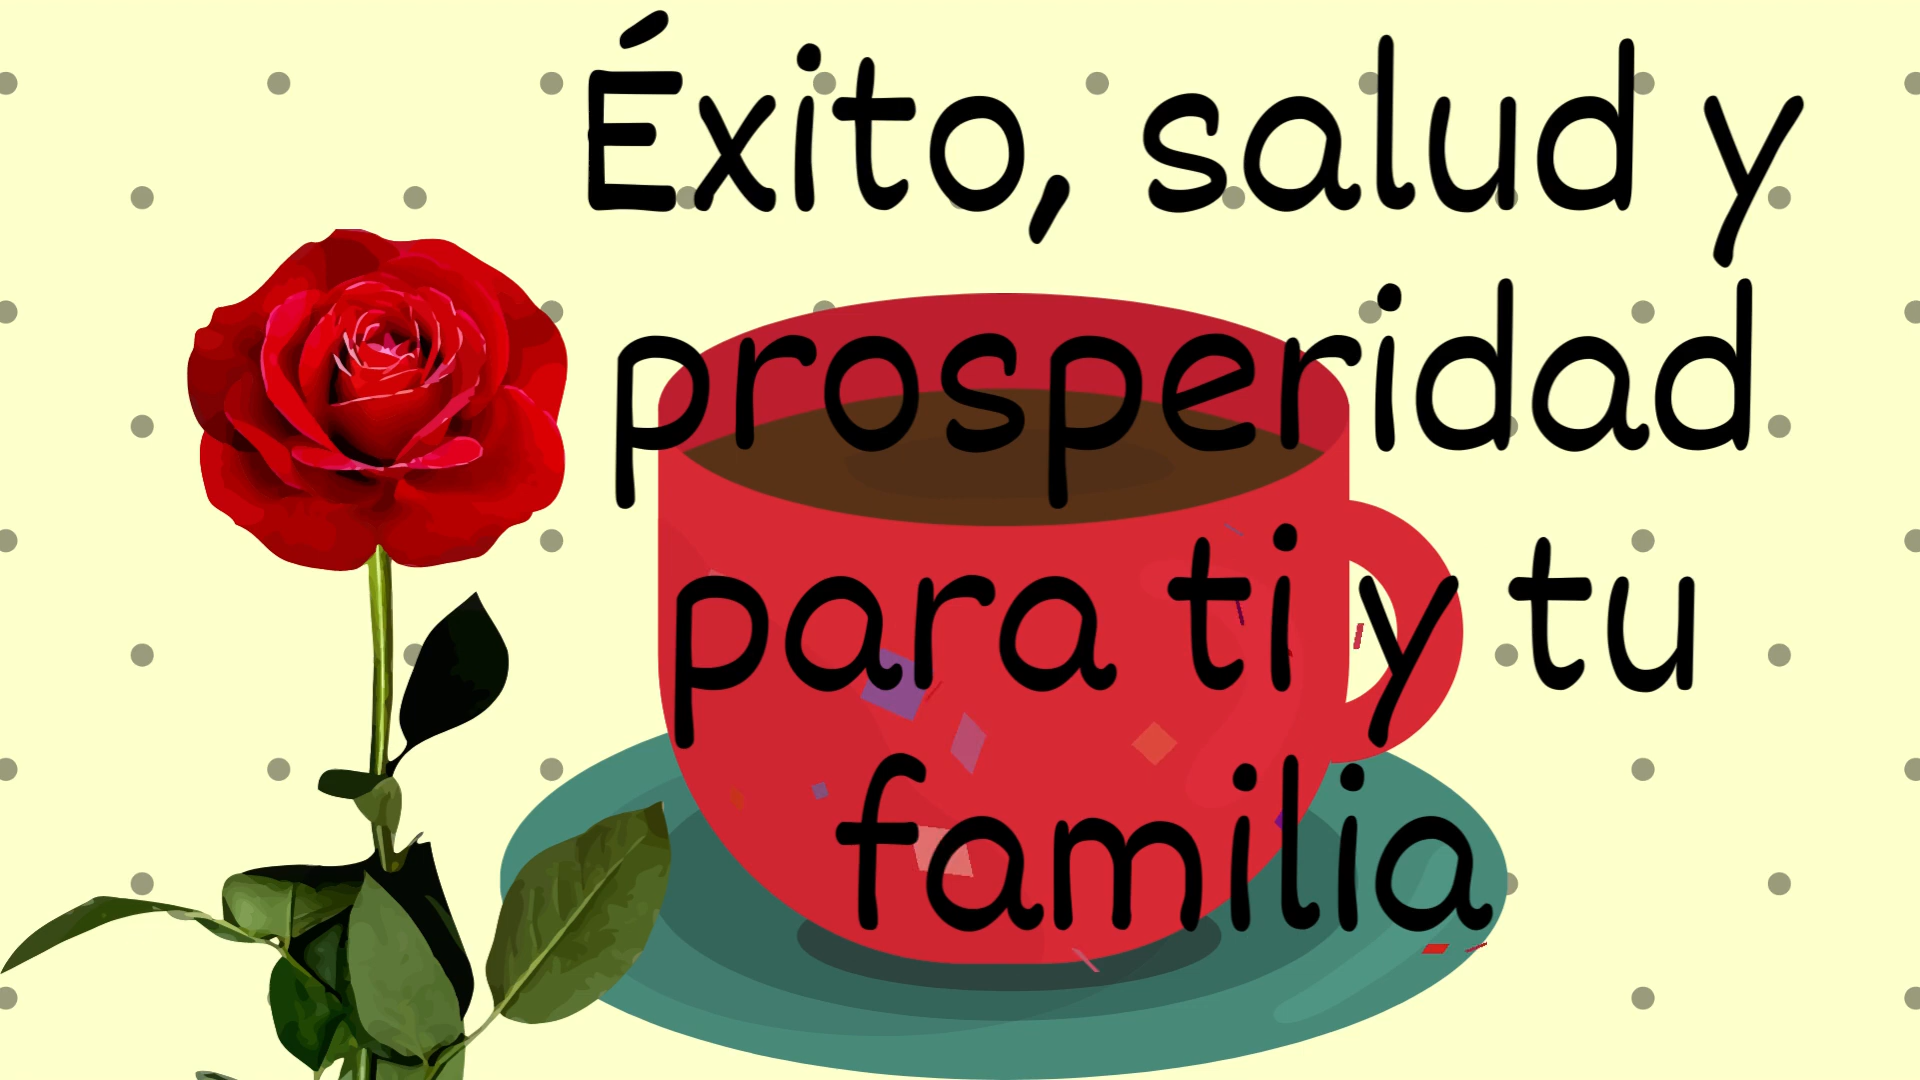 Éxito, salud y
prosperidad
para ti y tu
familia